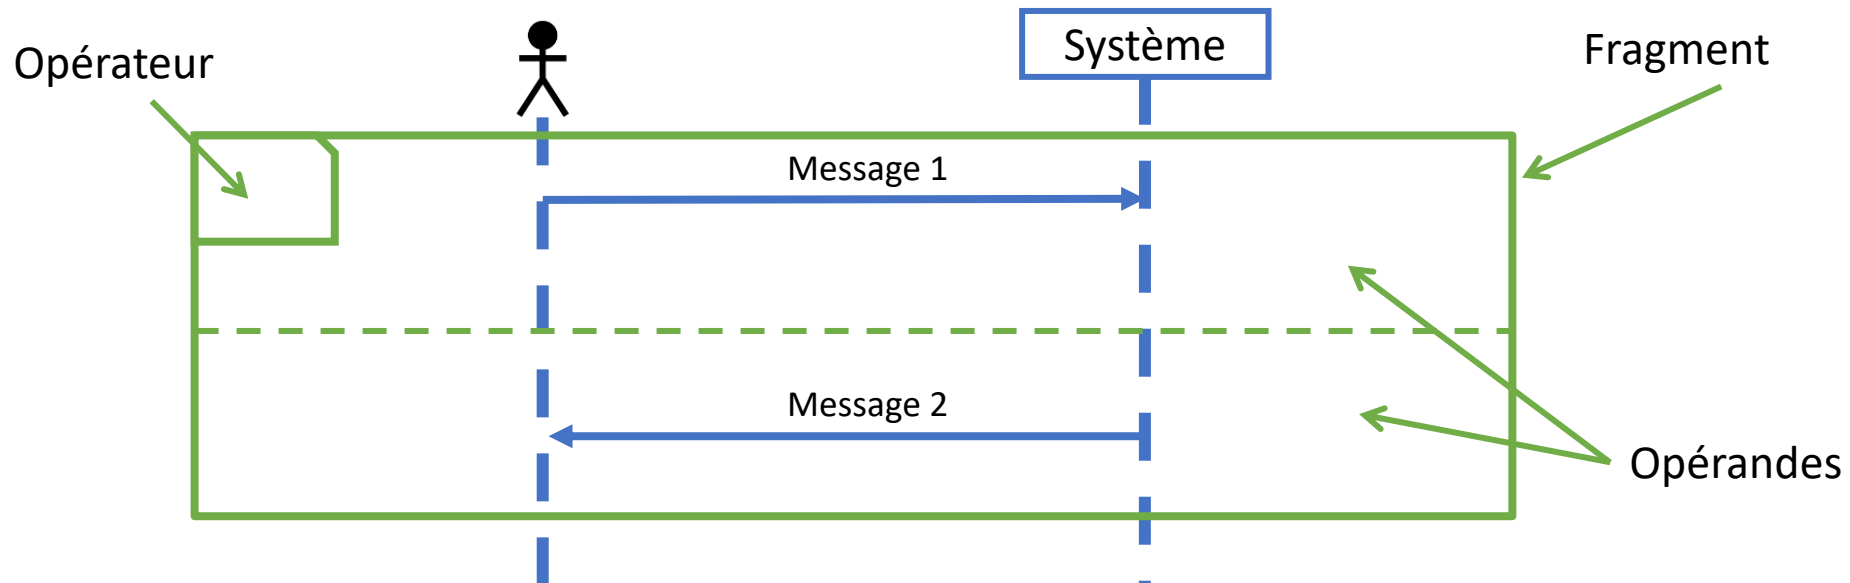 Opérateur
Système
Fragment
Message 1
Message 2
Opérandes